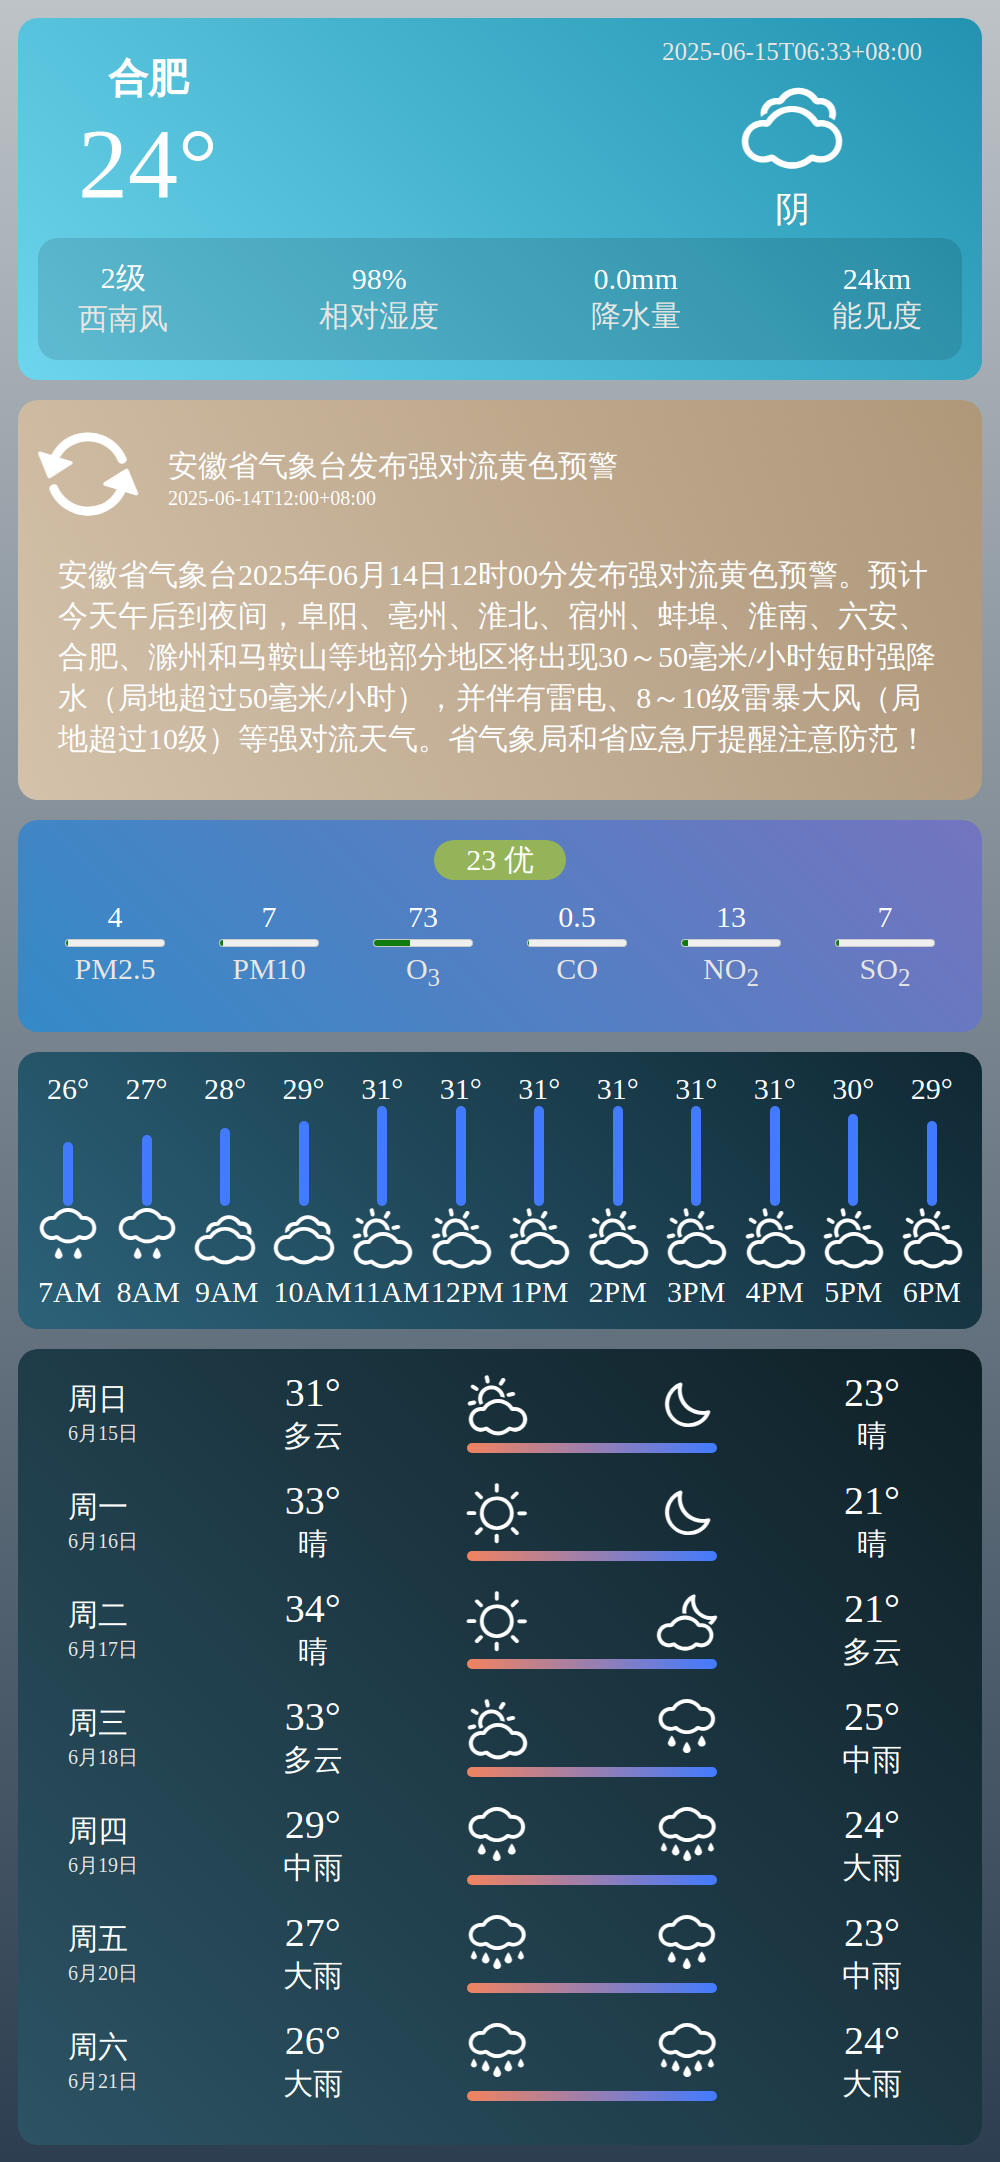 合肥
2025-06-15T06:33+08:00
24°
阴
2级 98% 0.0mm 24km
西南风 相对湿度 降水量 能见度
安徽省气象台发布强对流黄色预警
2025-06-14T12:00+08:00
安徽省气象台2025年06月14日12时00分发布强对流黄色预警。预计
今天午后到夜间，阜阳、亳州、淮北、宿州、蚌埠、淮南、六安、
合肥、滁州和马鞍山等地部分地区将出现30～50毫米/小时短时强降
水（局地超过50毫米/小时），并伴有雷电、8～10级雷暴大风（局
地超过10级）等强对流天气。省气象局和省应急厅提醒注意防范！
23 优
4 7 73 0.5 13 7
PM2.5 PM10 O3 CO NO2 SO2
26° 27° 28° 29° 31° 31° 31° 31° 31° 31° 30° 29°
7AM 8AM 9AM 10AM 11AM 12PM 1PM 2PM 3PM 4PM 5PM 6PM
周日 31° 23°
6月15日 多云 晴
周一 33° 21°
6月16日 晴 晴
周二 34° 21°
6月17日 晴 多云
周三 33° 25°
6月18日 多云 中雨
周四 29° 24°
6月19日 中雨 大雨
周五 27° 23°
6月20日 大雨 中雨
周六 26° 24°
6月21日 大雨 大雨